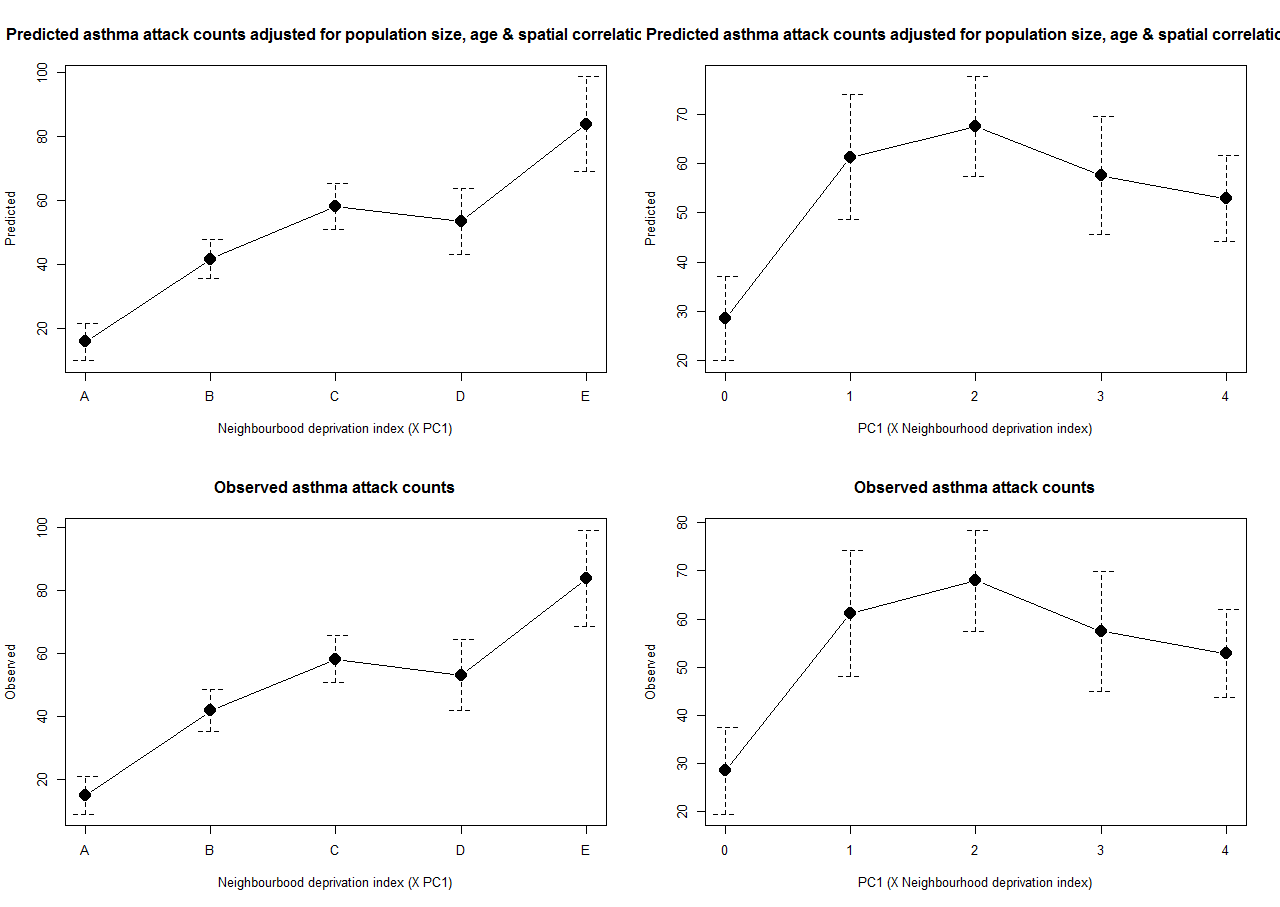 Predicted asthma attack counts adjusted for population size, age & spatial correlatic
Predicted asthma attack counts adjusted for population size, age & spatial correlatic
Predicted
100
80
60
40
20
A B C D E
Neighbourbood deprivation index (X PC1)
Predicted
70
60
50
40
30
20
0 1 2 3 4
PC1 (X Neighbourhood deprivation index)
Observed asthma attack counts
Observed
100
80
60
40
20
A B C D E
Neighbourbood deprivation index (X PC1)
Observed asthma attack counts
Observed
80
70
60
50
40
30
20
0 1 2 3 4
PC1 (X Neighbourhood deprivation index)